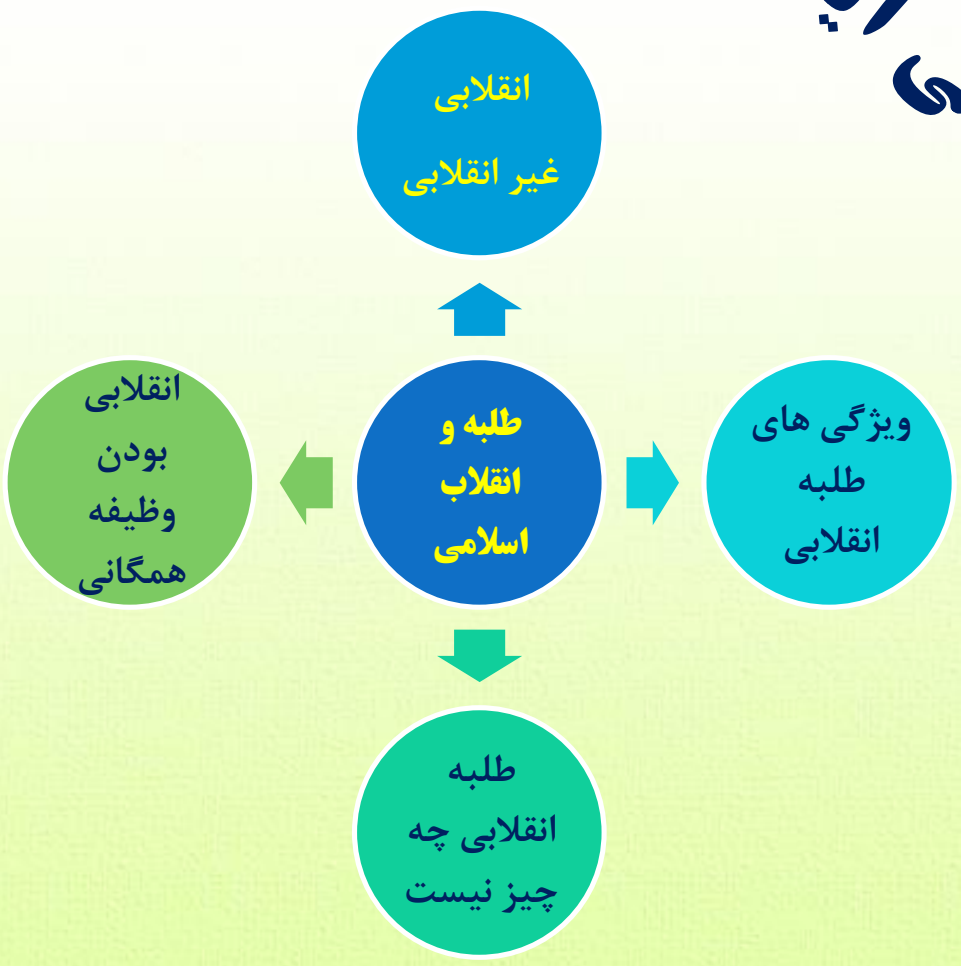 انقلابی
غیر انقلابی
ویژگی های
طلبه
انقلابی
طلبه و
انقلاب
اسلامی
انقلابی
بودن
وظیفه
همگانی
طلبه
انقلابی چه
چیز نیست